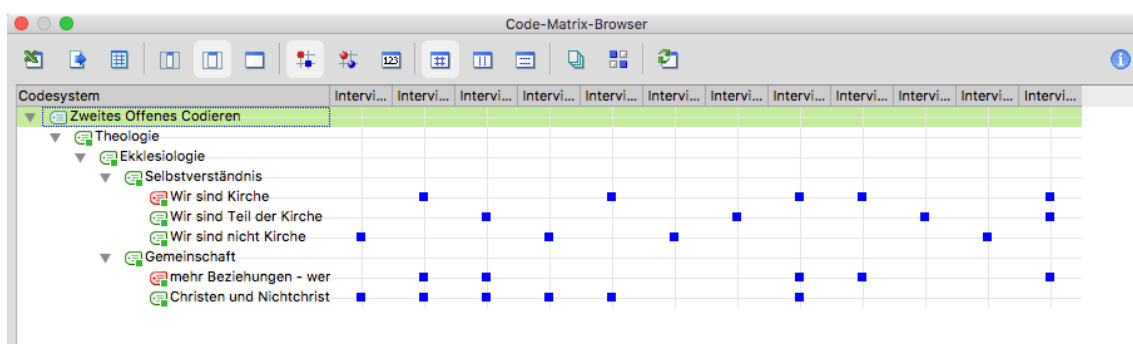 Code-Matrix-Browser
123
Codesystem Intervi... Intervi... Intervi... Intervi... Intervi... Intervi... Intervi... Intervi... Intervi... Intervi... Intervi... Intervi...
Zweites Offenes Codieren
Theologie
Ekklesiologie
Selbstverständnis
Wir sind Kirche
Wir sind Teil der Kirche
Wir sind nicht Kirche
Gemeinschaft
mehr Beziehungen - wer
Christen und Nichtchrist